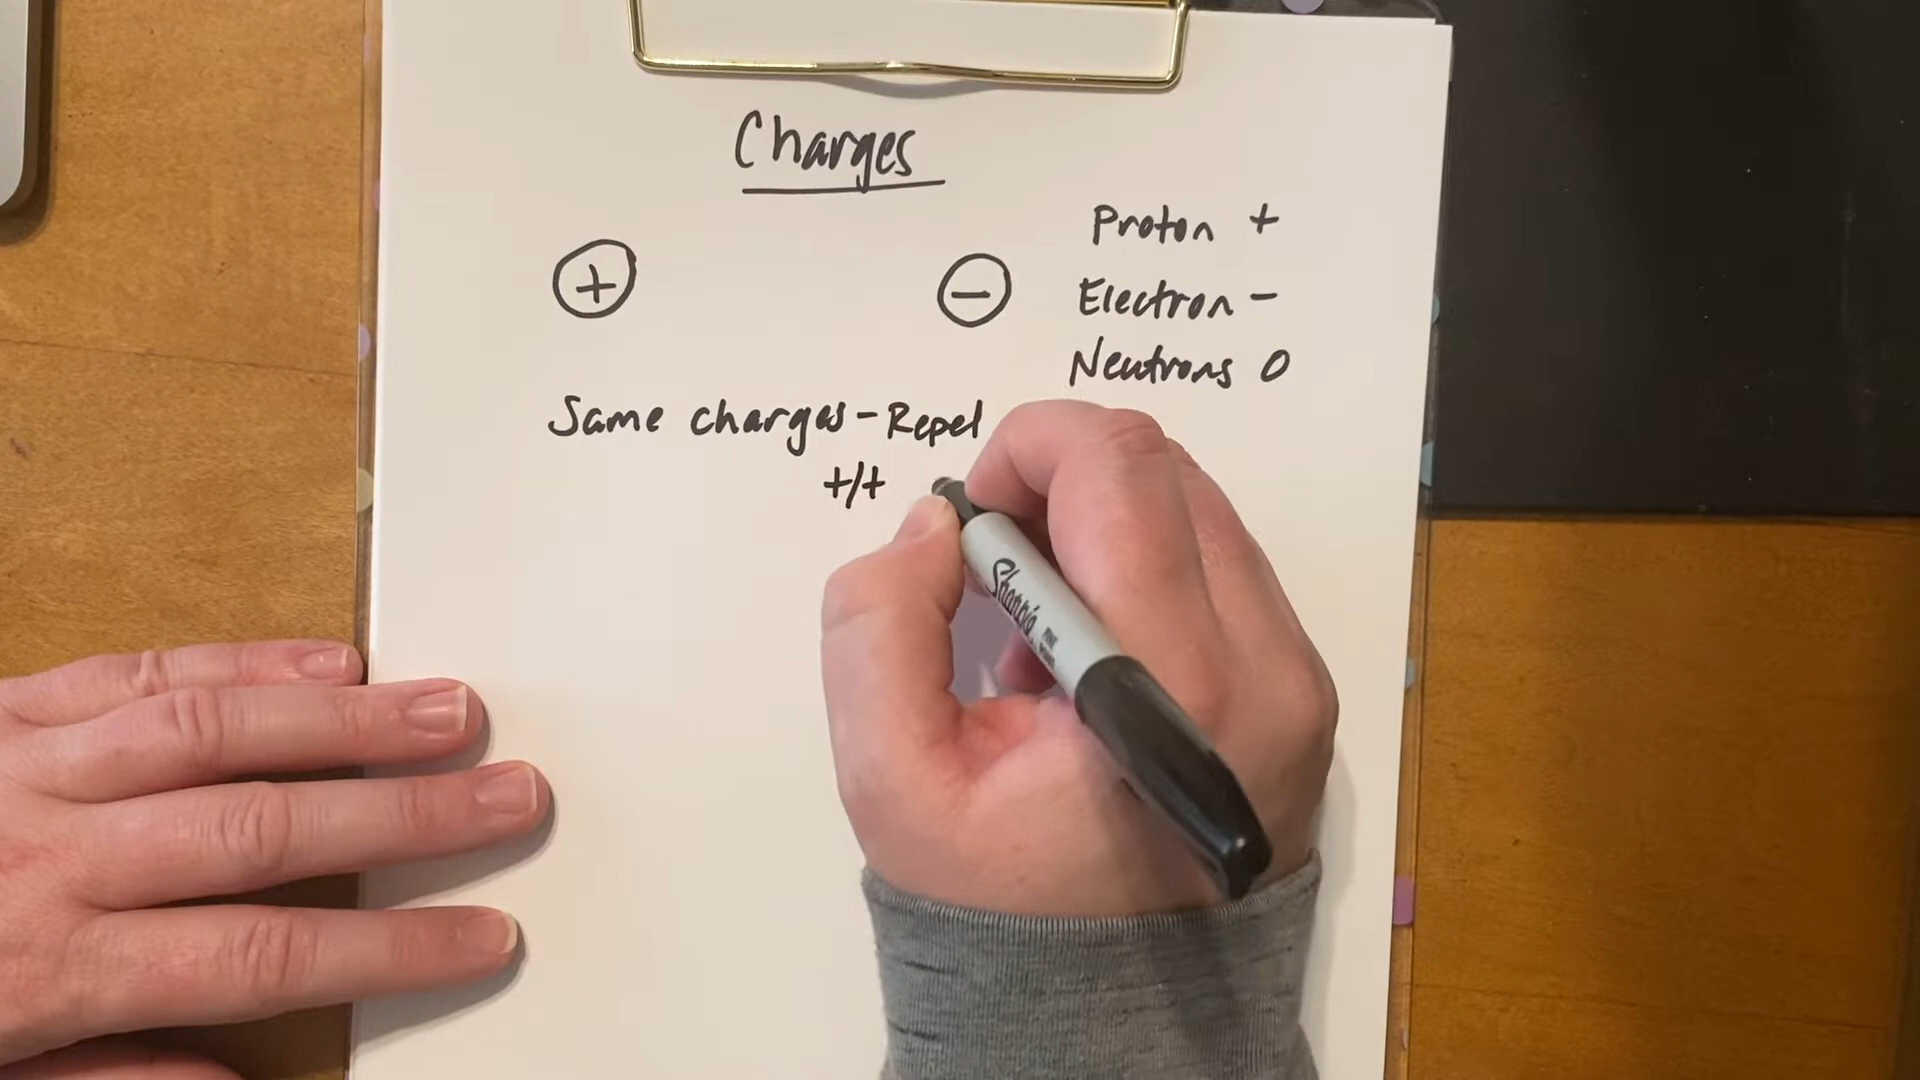 Charges
Proton +
+ - Electron -
Neutrons 0
Same charges - Repel
+/+
Sharpie